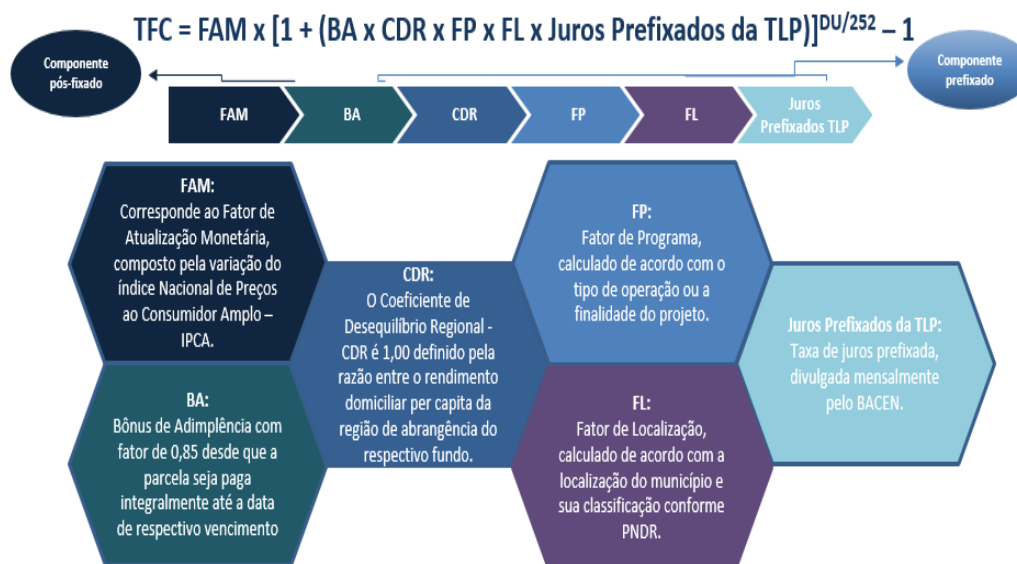 TFC = FAM x [1 + (BA x CDR x FP x FL x Juros Prefixados da TLP)]^DU/252 – 1
Componente
pós-fixado
Componente
prefixado
FAM
BA
CDR
FP
FL
Juros
Prefixados TLP
FAM:
Corresponde ao Fator de
Atualização Monetária,
composto pela variação do
índice Nacional de Preços
ao Consumidor Amplo –
IPCA.
BA:
Bônus de Adimplência com
fator de 0,85 desde que a
parcela seja paga
integralmente até a data
de respectivo vencimento
CDR:
O Coeficiente de
Desequilíbrio Regional -
CDR é 1,00 definido pela
razão entre o rendimento
domiciliar per capita da
região de abrangência do
respectivo fundo.
FP:
Fator de Programa,
calculado de acordo com o
tipo de operação ou a
finalidade do projeto.
FL:
Fator de Localização,
calculado de acordo com a
localização do município e
sua classificação conforme
PNDR.
Juros Prefixados da TLP:
Taxa de juros prefixada,
divulgada mensalmente
pelo BACEN.